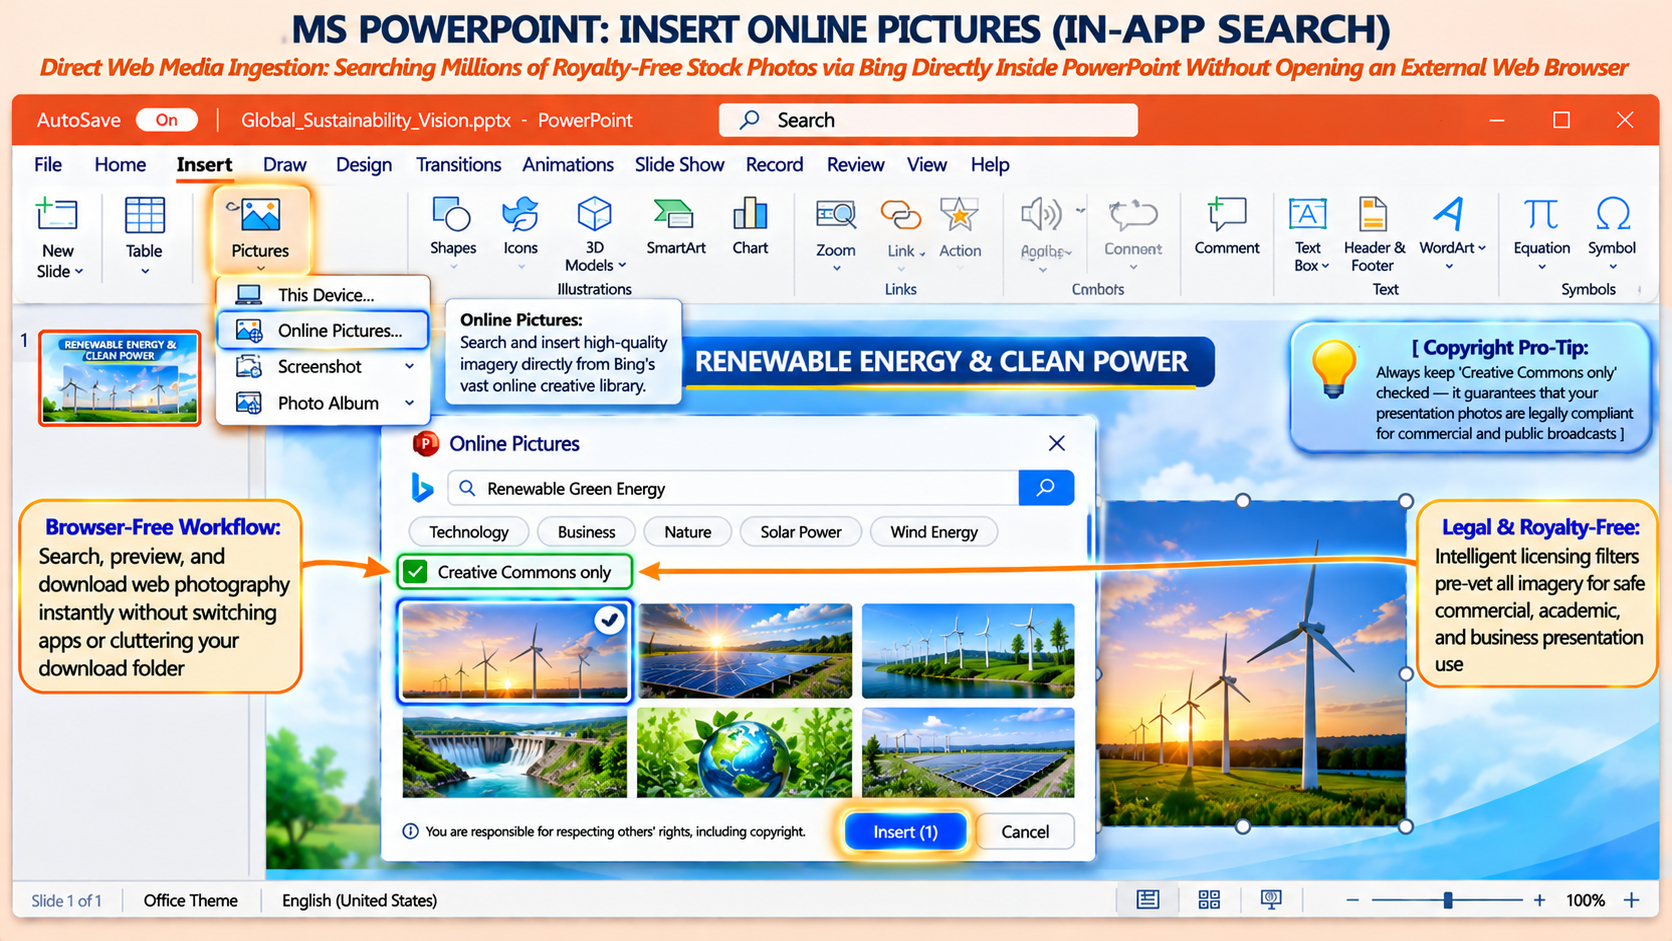 MS POWERPOINT: INSERT ONLINE PICTURES (IN-APP SEARCH)
Direct Web Media Ingestion: Searching Millions of Royalty-Free Stock Photos via Bing Directly Inside PowerPoint Without Opening an External Web Browser
AutoSave On Global_Sustainability_Vision.pptx - PowerPoint Search
File Home Insert Draw Design Transitions Animations Slide Show Record Review View Help
New Slide
Table
Pictures
Shapes
Icons
3D Models
SmartArt
Chart
Illustrations
Zoom
Link
Action
Links
Comment
Text Box
Header & Footer
WordArt
Text
Equation
Symbol
Symbols
This Device...
Online Pictures...
Screenshot
Photo Album
Online Pictures:
Search and insert high-quality
imagery directly from Bing's
vast online creative library.
1
RENEWABLE ENERGY &
CLEAN POWER
RENEWABLE ENERGY & CLEAN POWER
[ Copyright Pro-Tip:
Always keep 'Creative Commons only'
checked — it guarantees that your
presentation photos are legally compliant
for commercial and public broadcasts ]
P Online Pictures
Renewable Green Energy
Technology Business Nature Solar Power Wind Energy
Creative Commons only
Browser-Free Workflow:
Search, preview, and
download web photography
instantly without switching
apps or cluttering your
download folder
Legal & Royalty-Free:
Intelligent licensing filters
pre-vet all imagery for safe
commercial, academic,
and business presentation
use
You are responsible for respecting others' rights, including copyright.
Insert (1) Cancel
Slide 1 of 1 Office Theme English (United States) 100%